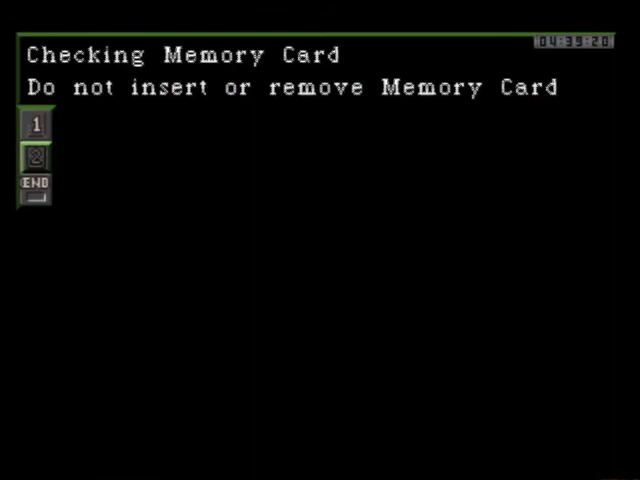 04:39:20
Checking Memory Card
Do not insert or remove Memory Card
1
2
END